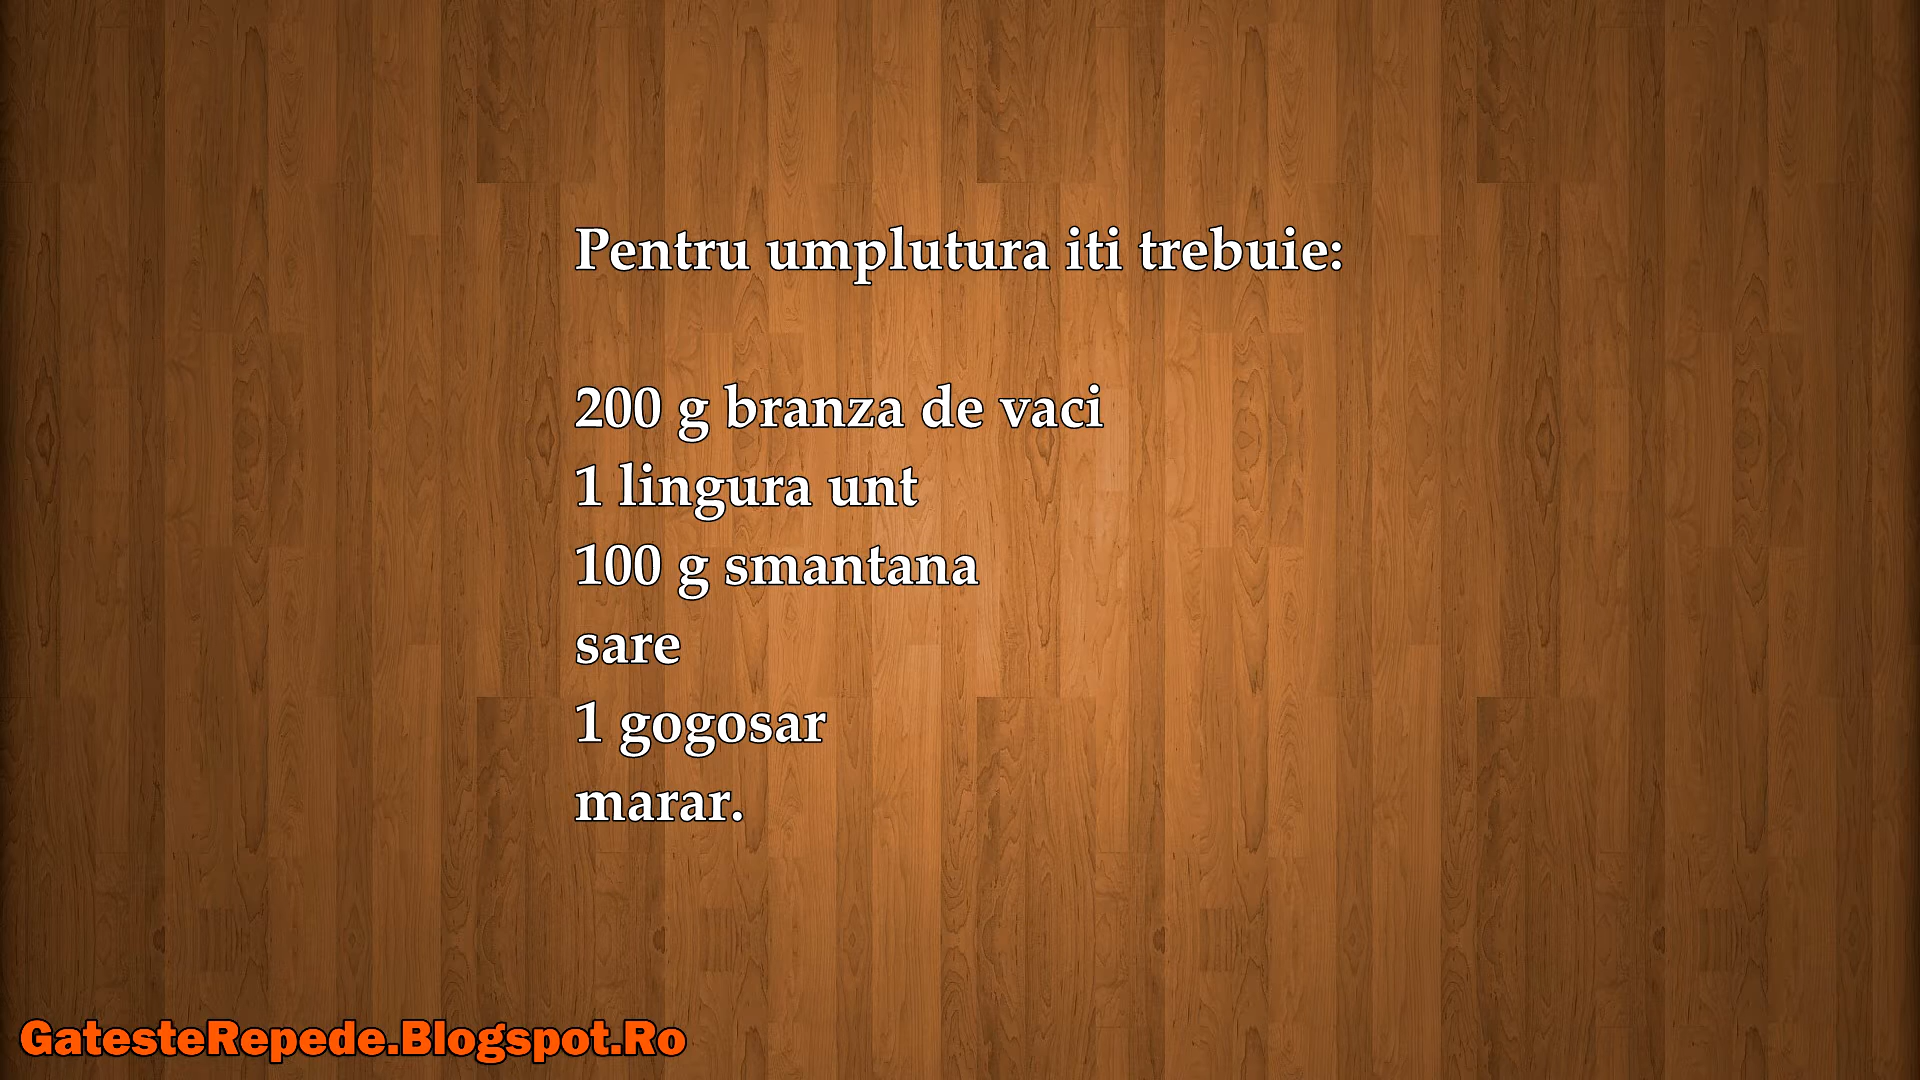 Pentru umplutura iti trebuie:
200 g branza de vaci
1 lingura unt
100 g smantana
sare
1 gogosar
marar.
GatesteRepede.Blogspot.Ro